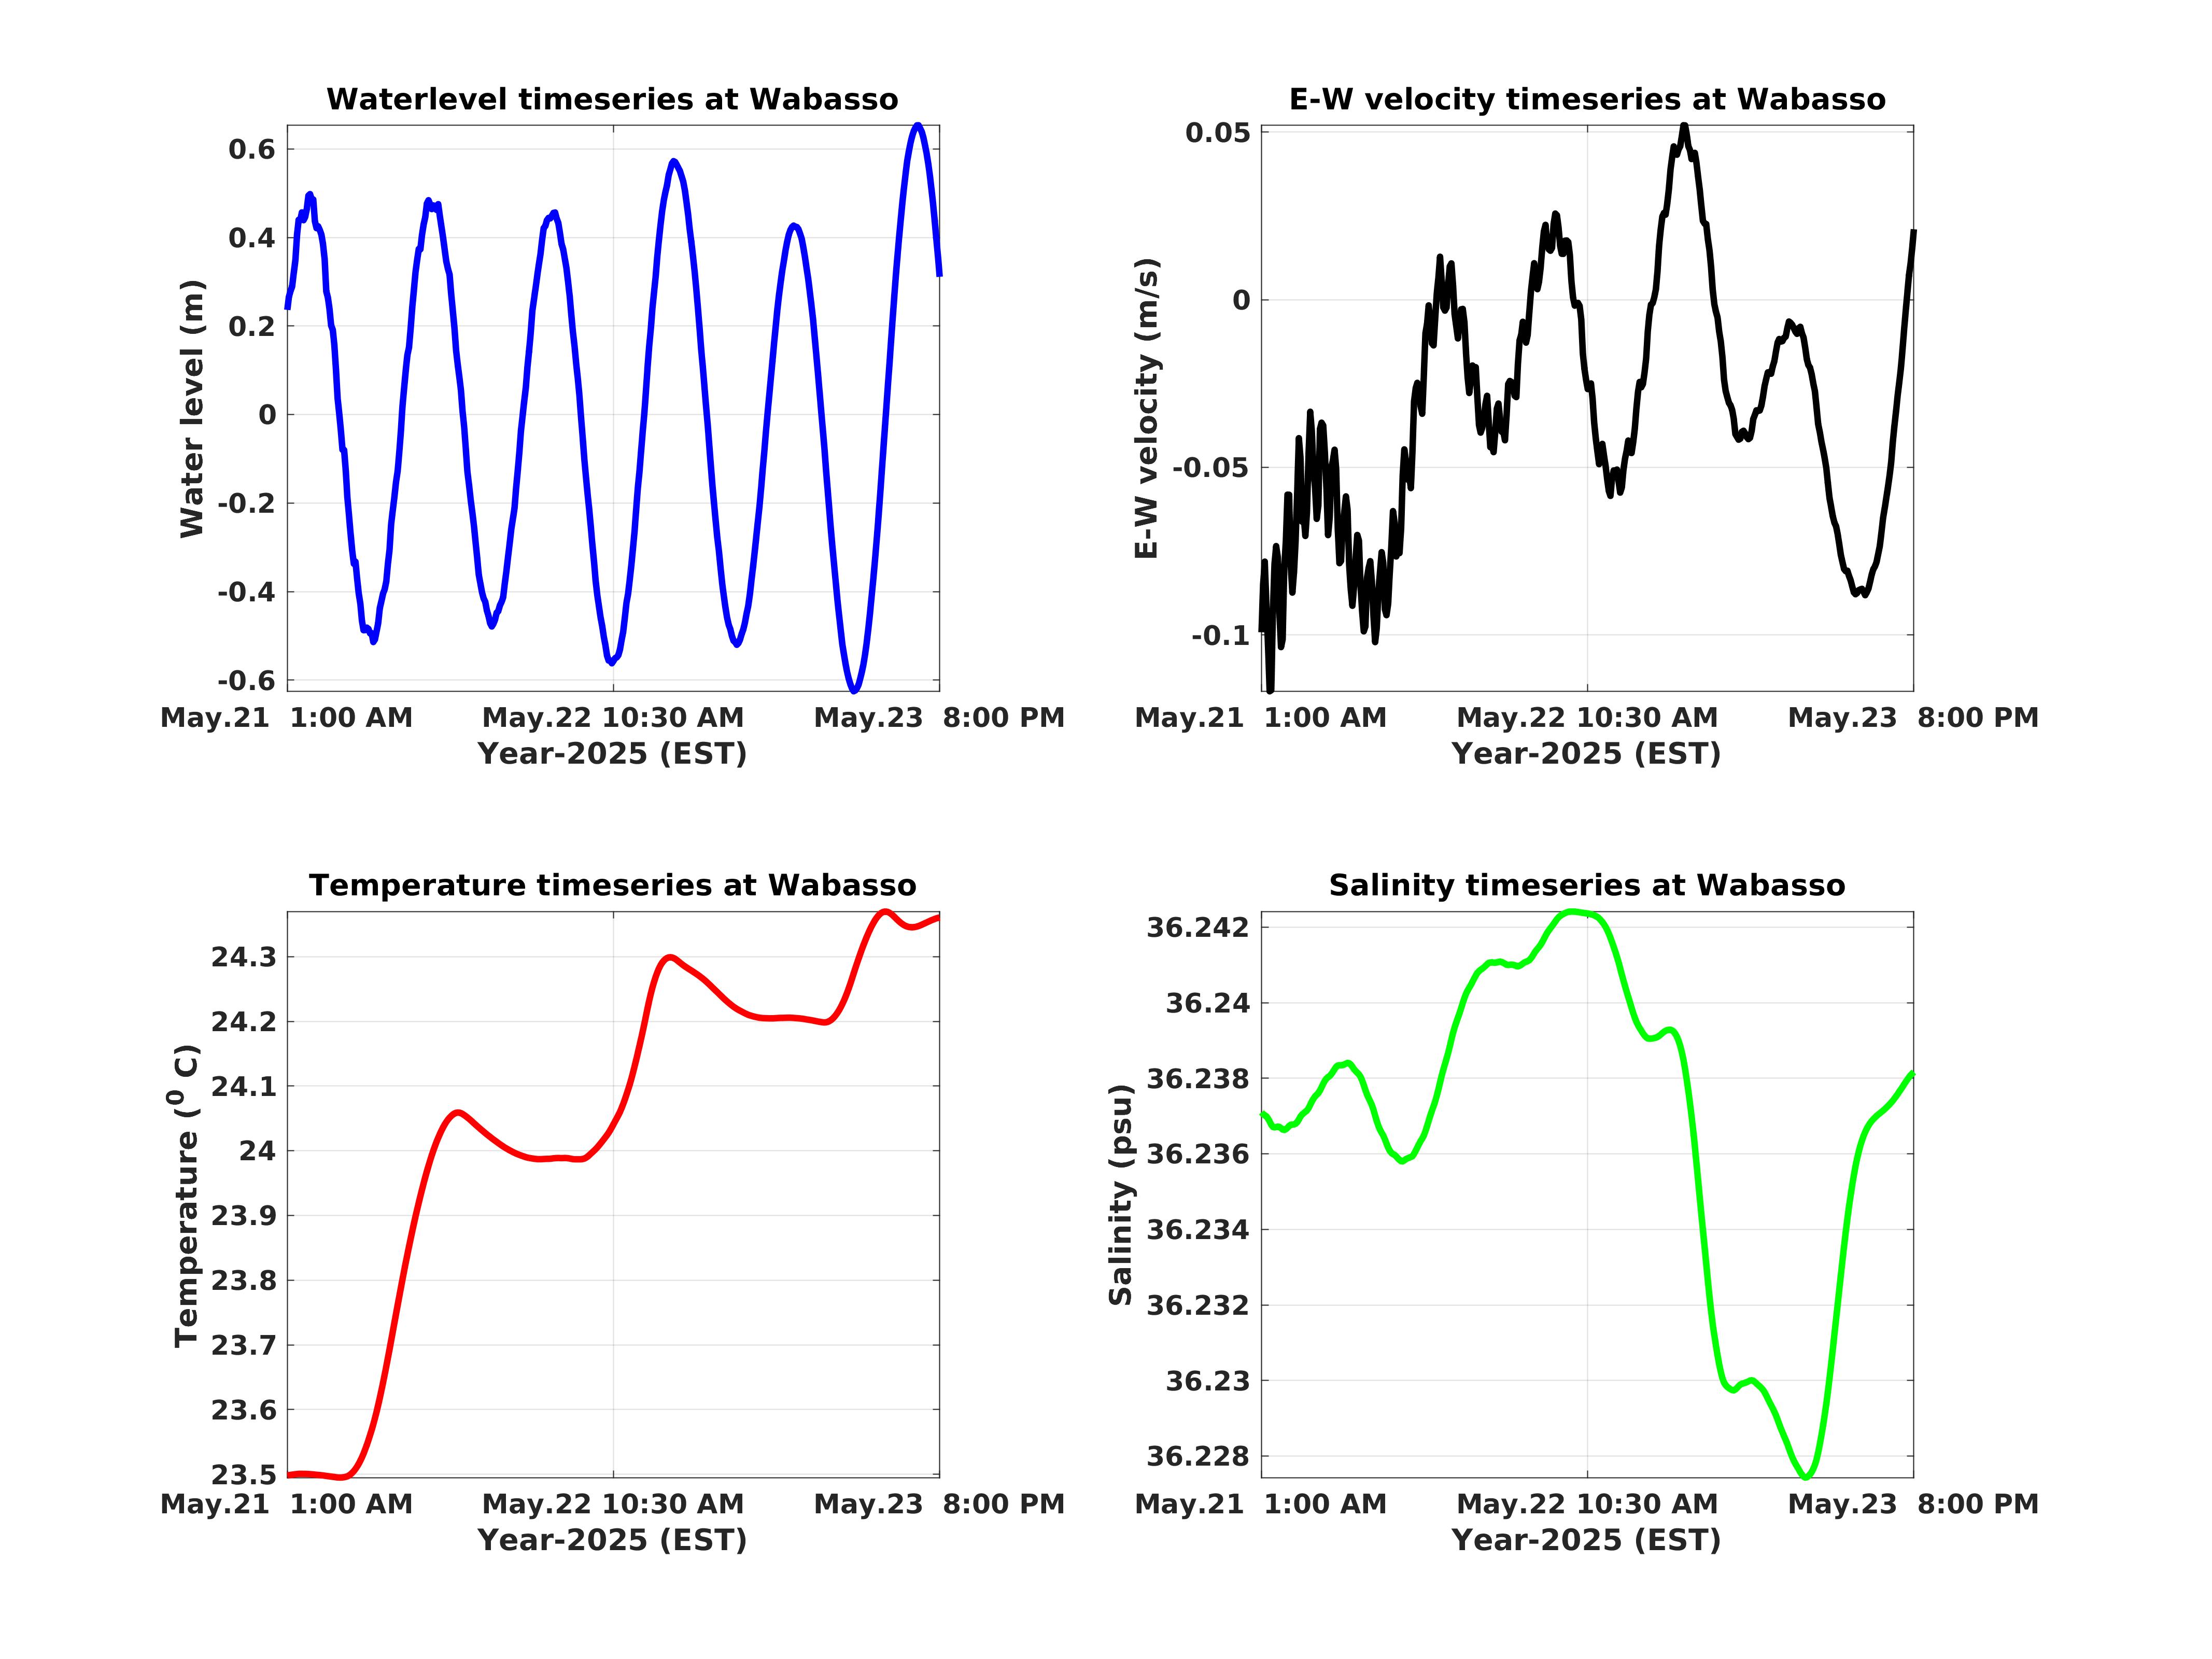 Waterlevel timeseries at Wabasso
Water level (m)
0.6
0.4
0.2
0
-0.2
-0.4
-0.6
May.21 1:00 AM May.22 10:30 AM May.23 8:00 PM
Year-2025 (EST)
E-W velocity timeseries at Wabasso
E-W velocity (m/s)
0.05
0
-0.05
-0.1
May.21 1:00 AM May.22 10:30 AM May.23 8:00 PM
Year-2025 (EST)
Temperature timeseries at Wabasso
Temperature (⁰ C)
24.3
24.2
24.1
24
23.9
23.8
23.7
23.6
23.5
May.21 1:00 AM May.22 10:30 AM May.23 8:00 PM
Year-2025 (EST)
Salinity timeseries at Wabasso
Salinity (psu)
36.242
36.24
36.238
36.236
36.234
36.232
36.23
36.228
May.21 1:00 AM May.22 10:30 AM May.23 8:00 PM
Year-2025 (EST)